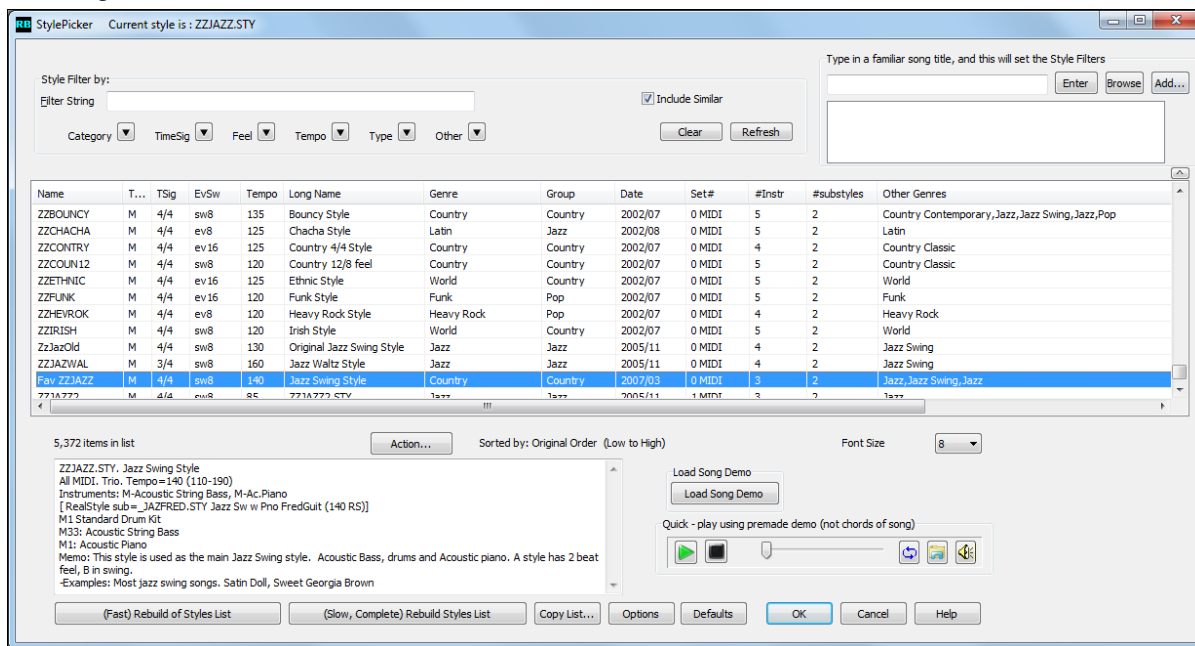 RB StylePicker Current style is : ZZJAZZ.STY
Type in a familiar song title, and this will set the Style Filters
Enter Browse Add...
Style Filter by:
Filter String
Include Similar
Category TimeSig Feel Tempo Type Other
Clear Refresh
Name T... TSig EvSw Tempo Long Name Genre Group Date Set# #Instr #substyles Other Genres
ZZBOUNCY M 4/4 sw8 135 Bouncy Style Country Country 2002/07 0 MIDI 5 2 Country Contemporary,Jazz,Jazz Swing,Jazz,Pop
ZZCHACHA M 4/4 ev8 125 Chacha Style Latin Jazz 2002/08 0 MIDI 5 2 Latin
ZZCONTRY M 4/4 ev16 125 Country 4/4 Style Country Country 2002/07 0 MIDI 4 2 Country Classic
ZZCOUN12 M 4/4 sw8 120 Country 12/8 feel Country Country 2002/07 0 MIDI 4 2 Country Classic
ZZETHNIC M 4/4 ev16 125 Ethnic Style World Country 2002/07 0 MIDI 5 2 World
ZZFUNK M 4/4 ev16 120 Funk Style Funk Pop 2002/07 0 MIDI 5 2 Funk
ZZHEVROK M 4/4 ev8 120 Heavy Rock Style Heavy Rock Pop 2002/07 0 MIDI 4 2 Heavy Rock
ZZIRISH M 4/4 sw8 120 Irish Style World Country 2002/07 0 MIDI 5 2 World
ZzJazOld M 4/4 sw8 130 Original Jazz Swing Style Jazz Jazz 2005/11 0 MIDI 4 2 Jazz Swing
ZZJAZWAL M 3/4 sw8 160 Jazz Waltz Style Jazz Jazz 2005/11 0 MIDI 4 2 Jazz Swing
Fav ZZJAZZ M 4/4 sw8 140 Jazz Swing Style Country Country 2007/03 0 MIDI 3 2 Jazz,Jazz Swing,Jazz
ZZJAZZ2 M 4/4 sw8 85 ZZJAZZ2.STY Jazz Jazz 2005/11 1 MIDI 3 2 Jazz
5,372 items in list
Action...
Sorted by: Original Order (Low to High)
Font Size 8
ZZJAZZ.STY. Jazz Swing Style
All MIDI. Trio. Tempo=140 (110-190)
Instruments: M-Acoustic String Bass, M-Ac.Piano
[ RealStyle sub=_JAZFRED.STY Jazz Sw w Pno FredGuit (140 RS)]
M1 Standard Drum Kit
M33: Acoustic String Bass
M1: Acoustic Piano
Memo: This style is used as the main Jazz Swing style. Acoustic Bass, drums and Acoustic piano. A style has 2 beat
feel, B in swing.
-Examples: Most jazz swing songs. Satin Doll, Sweet Georgia Brown
Load Song Demo
Load Song Demo
Quick - play using premade demo (not chords of song)
(Fast) Rebuild of Styles List (Slow, Complete) Rebuild Styles List Copy List... Options Defaults OK Cancel Help